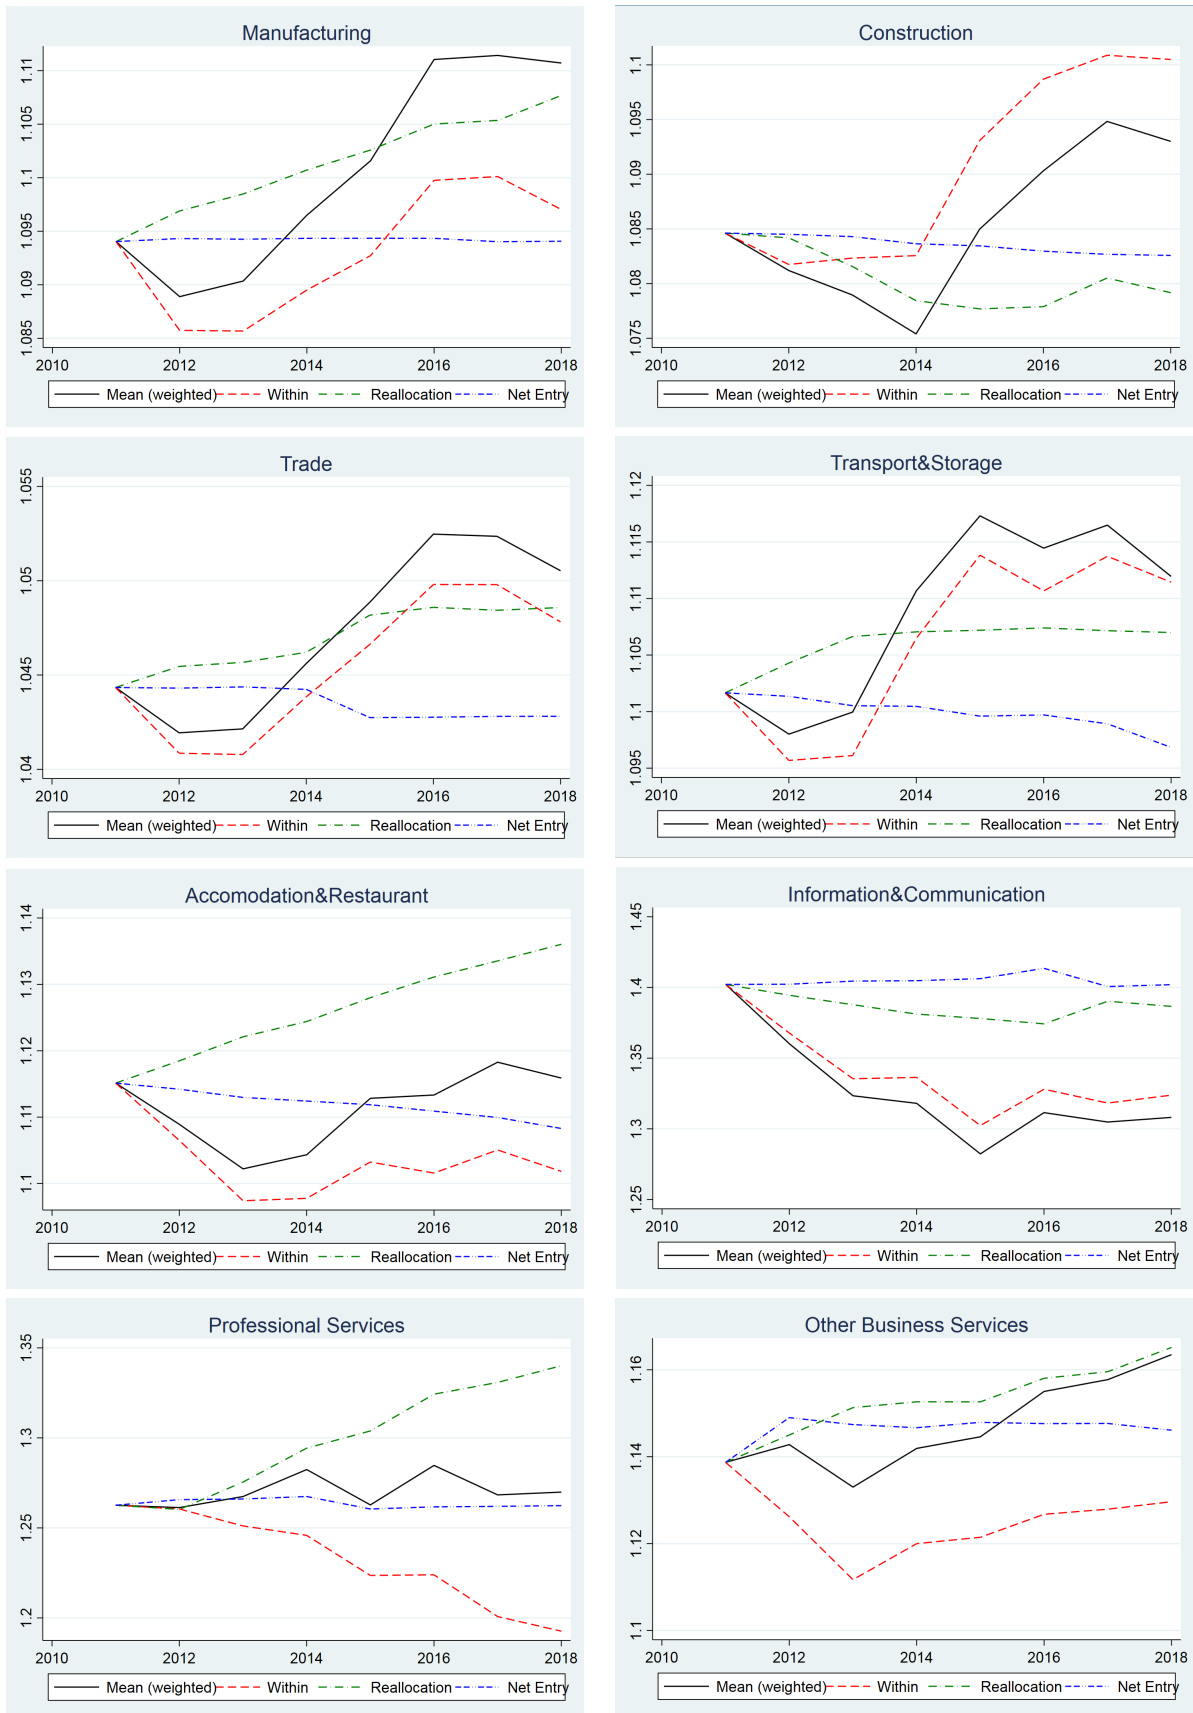 Manufacturing
1.11
1.105
1.1
1.095
1.09
1.085
2010 2012 2014 2016 2018
Mean (weighted) Within Reallocation Net Entry
Construction
1.1
1.095
1.09
1.085
1.08
1.075
2010 2012 2014 2016 2018
Mean (weighted) Within Reallocation Net Entry
Trade
1.055
1.05
1.045
1.04
2010 2012 2014 2016 2018
Mean (weighted) Within Reallocation Net Entry
Transport&Storage
1.12
1.115
1.11
1.105
1.1
1.095
2010 2012 2014 2016 2018
Mean (weighted) Within Reallocation Net Entry
Accomodation&Restaurant
1.14
1.13
1.12
1.11
1.1
2010 2012 2014 2016 2018
Mean (weighted) Within Reallocation Net Entry
Information&Communication
1.45
1.4
1.35
1.3
1.25
2010 2012 2014 2016 2018
Mean (weighted) Within Reallocation Net Entry
Professional Services
1.35
1.3
1.25
1.2
2010 2012 2014 2016 2018
Mean (weighted) Within Reallocation Net Entry
Other Business Services
1.16
1.14
1.12
1.1
2010 2012 2014 2016 2018
Mean (weighted) Within Reallocation Net Entry